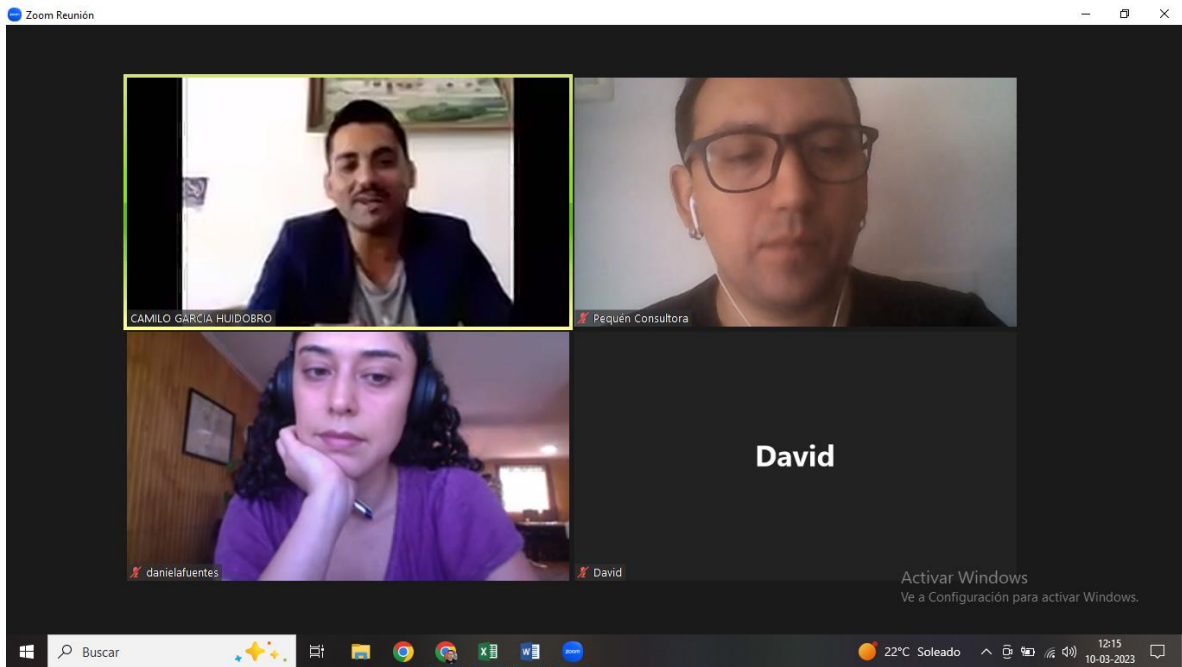 Zoom Reunión
CAMILO GARCIA HUIDOBRO
Pequén Consultora
danielafuentes
David
David
Activar Windows
Ve a Configuración para activar Windows.
Buscar
22°C Soleado
12:15
10-03-2023